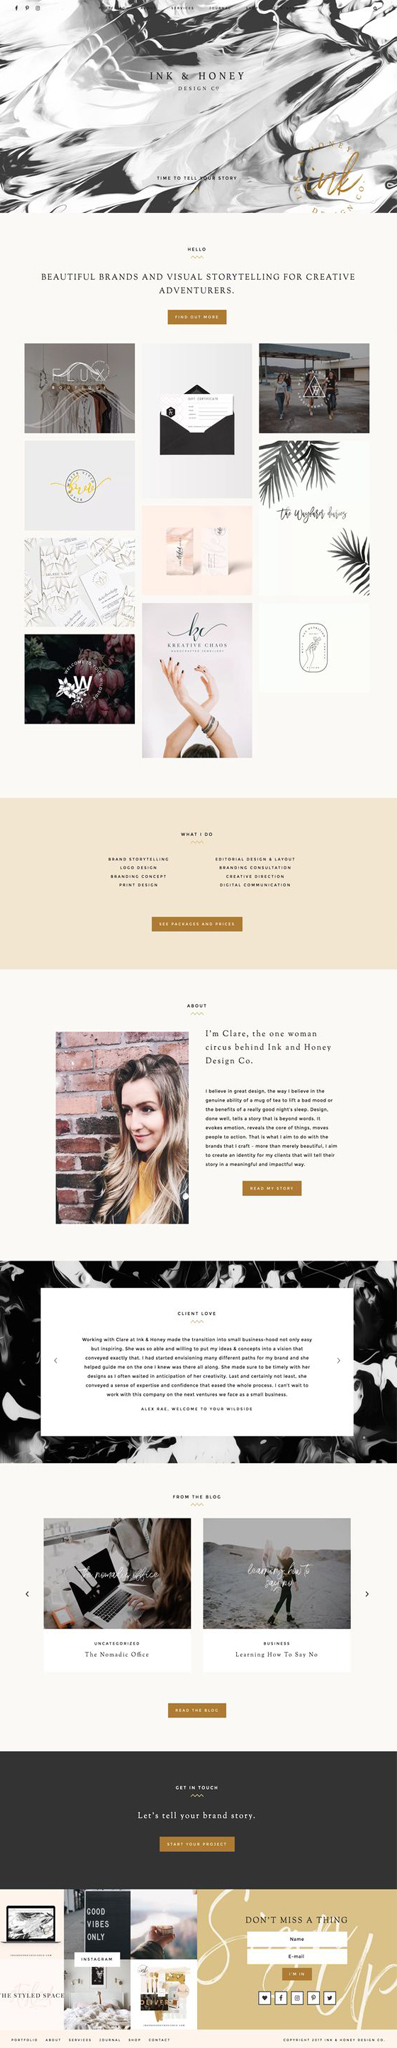 SERVICES
JOURNAL
INK & HONEY
DESIGN Cº
TIME TO TELL YOUR STORY
ink
HELLO
BEAUTIFUL BRANDS AND VISUAL STORYTELLING FOR CREATIVE
ADVENTURERS.
FIND OUT MORE
FLUX
GIFT CERTIFICATE
the Wayfarer diaries
kc
KREATIVE CHAOS
HANDCRAFTED JEWELLERY
W
WHAT I DO
BRAND STORYTELLING
LOGO DESIGN
BRANDING CONCEPT
PRINT DESIGN
EDITORIAL DESIGN & LAYOUT
BRANDING CONSULTATION
CREATIVE DIRECTION
DIGITAL COMMUNICATION
SEE PACKAGES AND PRICES
ABOUT
I'm Clare, the one woman
circus behind Ink and Honey
Design Co.
I believe in great design, the way I believe in the
genuine ability of a mug of tea to lift a bad mood or
the benefits of a really good night's sleep. Design,
done well, tells a story that is beyond words. It
evokes emotion, reveals the core of things, moves
people to action. That is what I aim to do with the
brands that I craft - more than merely beautiful, I aim
to create an identity for my clients that will tell their
story in a meaningful and impactful way.
READ MY STORY
CLIENT LOVE
Working with Clare at Ink & Honey made the transition into small business-hood not only easy
but inspiring. She was so able and willing to put my ideas & concepts into a vision that
conveyed exactly that. I had started envisioning many different paths for my brand and she
helped guide me on the one I knew was there all along. She made sure to be timely with her
designs as I often waited in anticipation of her creativity. Last and certainly not least, she
conveyed a sense of expertise and confidence that eased the whole process. I can't wait to
work with this company on the next ventures we face as a small business.
ALEX RAE, WELCOME TO YOUR WILDSIDE
FROM THE BLOG
the nomadic office
learning how to
say no
UNCATEGORIZED
The Nomadic Office
BUSINESS
Learning How To Say No
READ THE BLOG
GET IN TOUCH
Let's tell your brand story.
START YOUR PROJECT
GOOD
VIBES
ONLY
INSTAGRAM
THE STYLED SPACE
OLIVER
Sign Up
DON'T MISS A THING
Name
E-mail
I'M IN
PORTFOLIO ABOUT SERVICES JOURNAL SHOP CONTACT
COPYRIGHT 2017 INK & HONEY DESIGN CO.